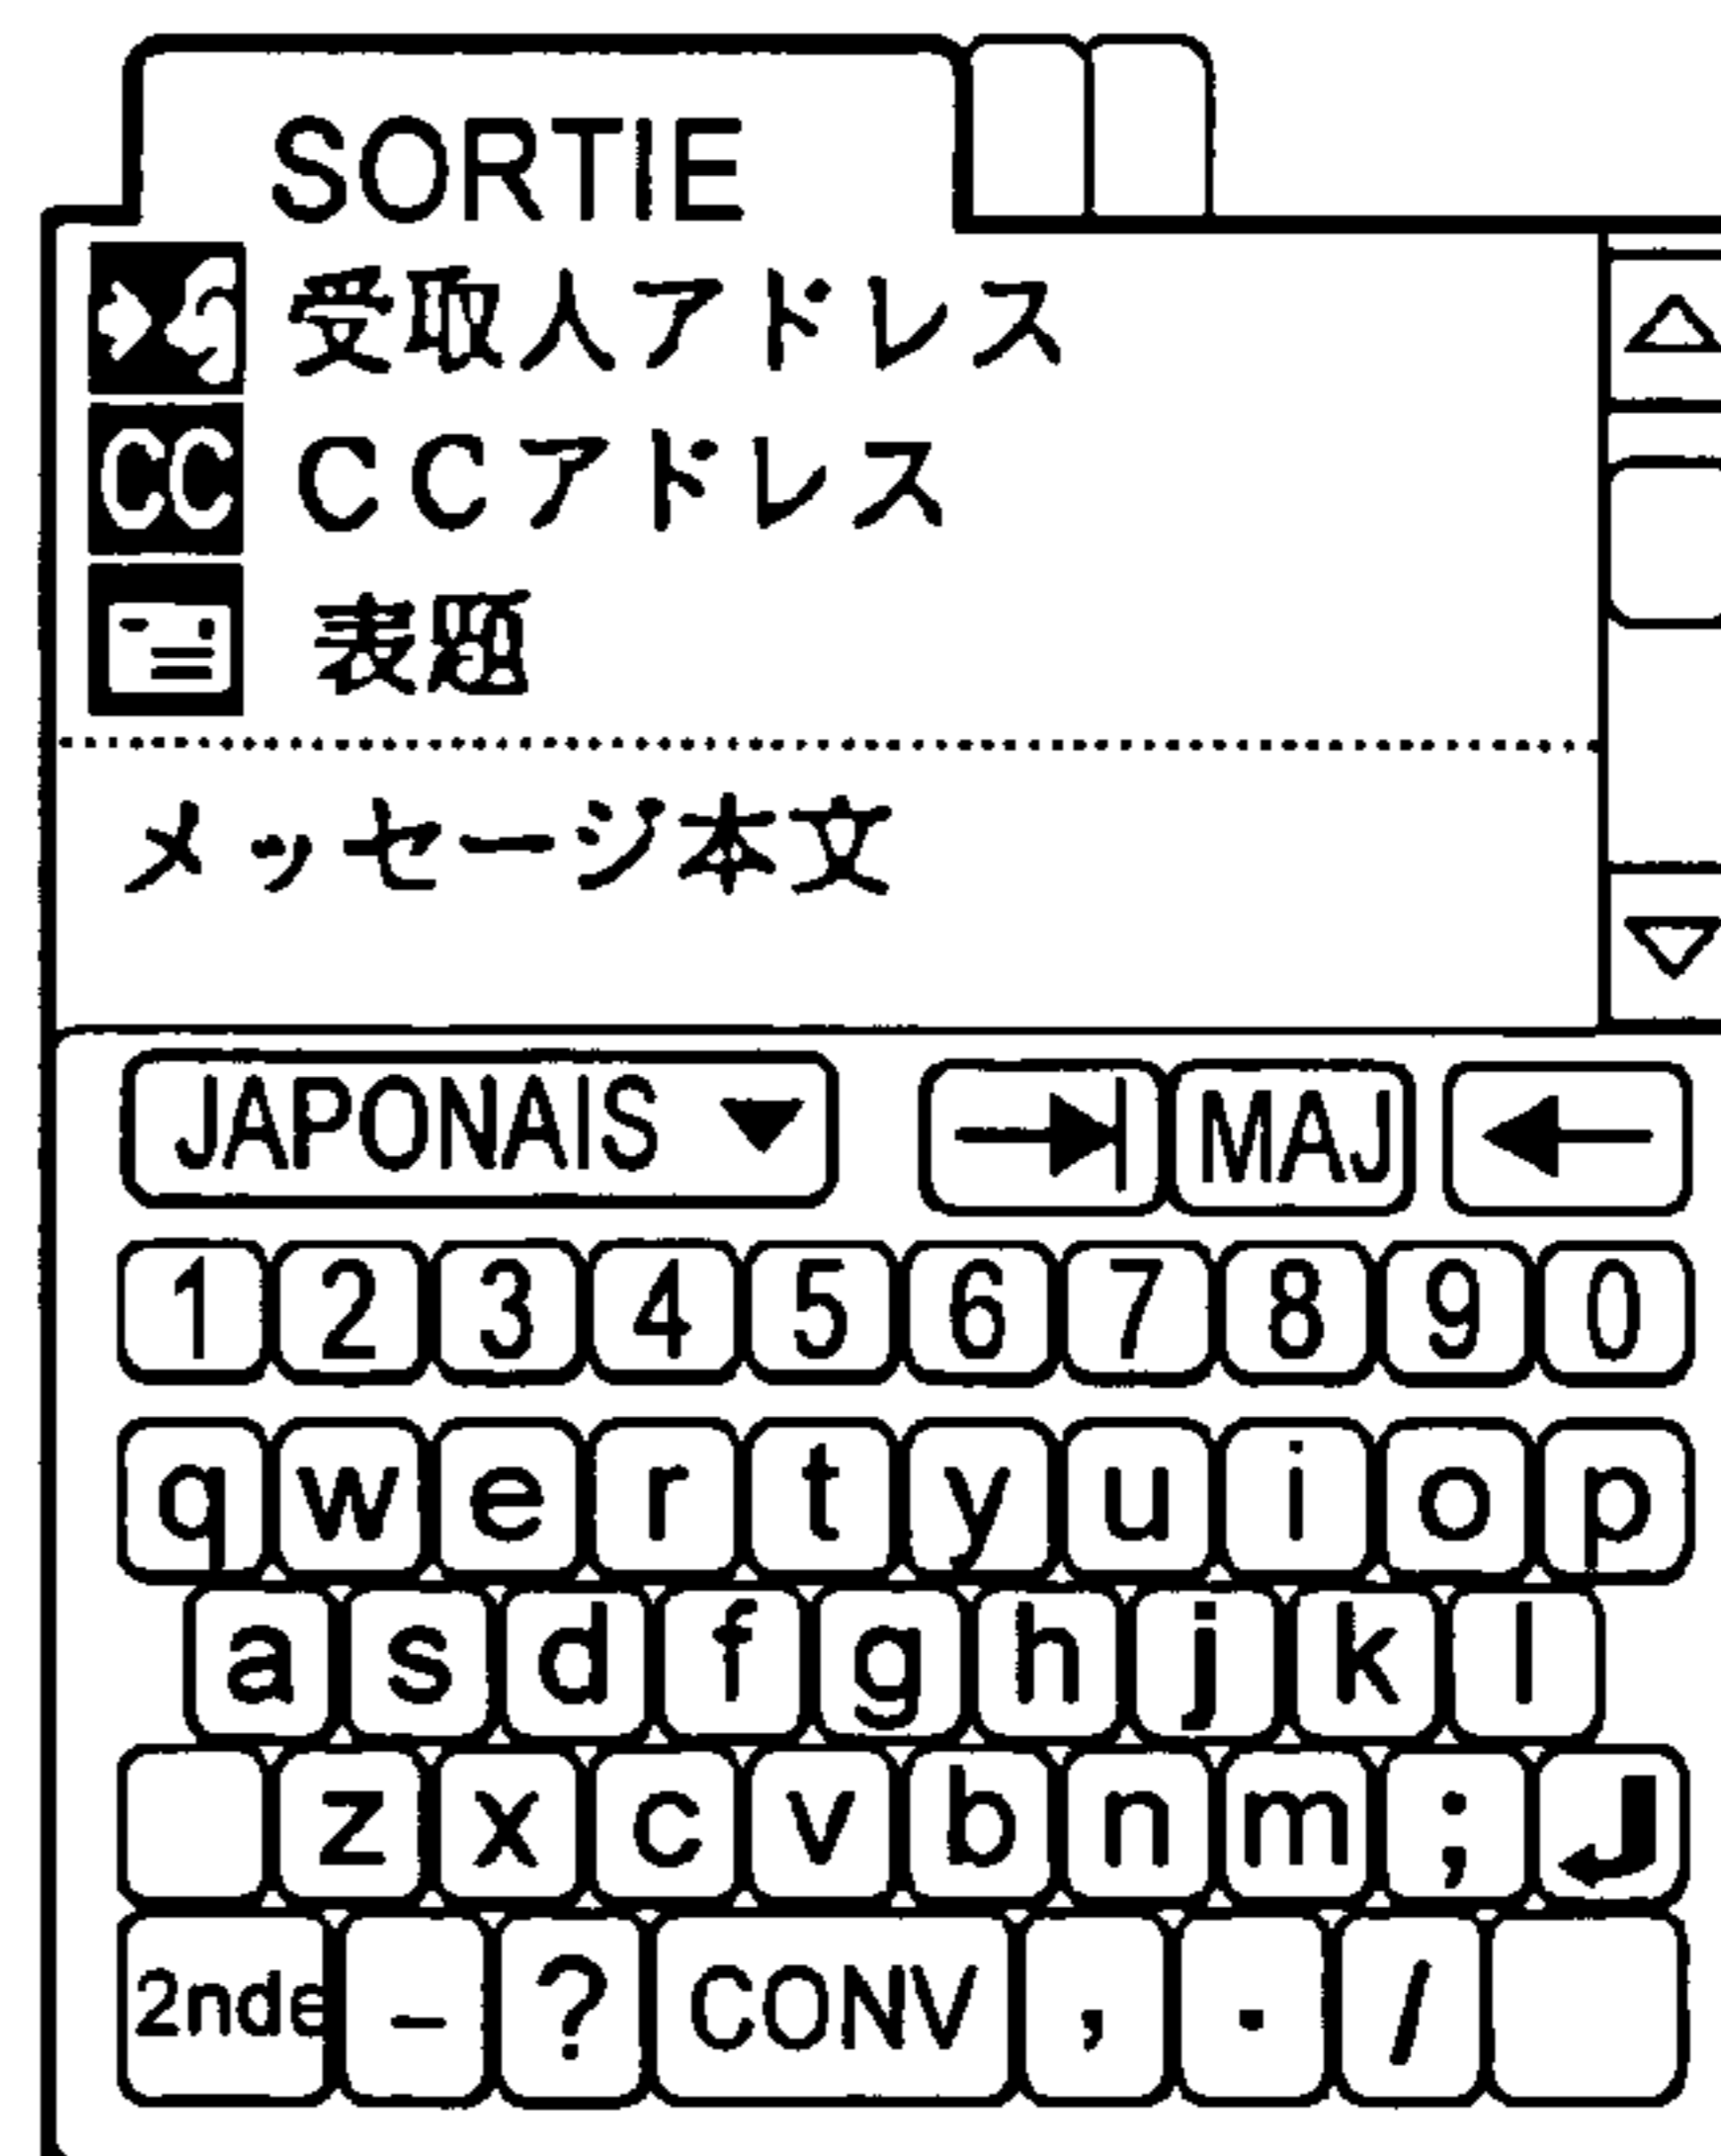 SORTIE
受取人アドレス
CC CCアドレス
表題
メッセージ本文
JAPONAIS MAJ
1 2 3 4 5 6 7 8 9 0
q w e r t y u i o p
a s d f g h j k l
z x c v b n m ;
2nde - ? CONV , . /